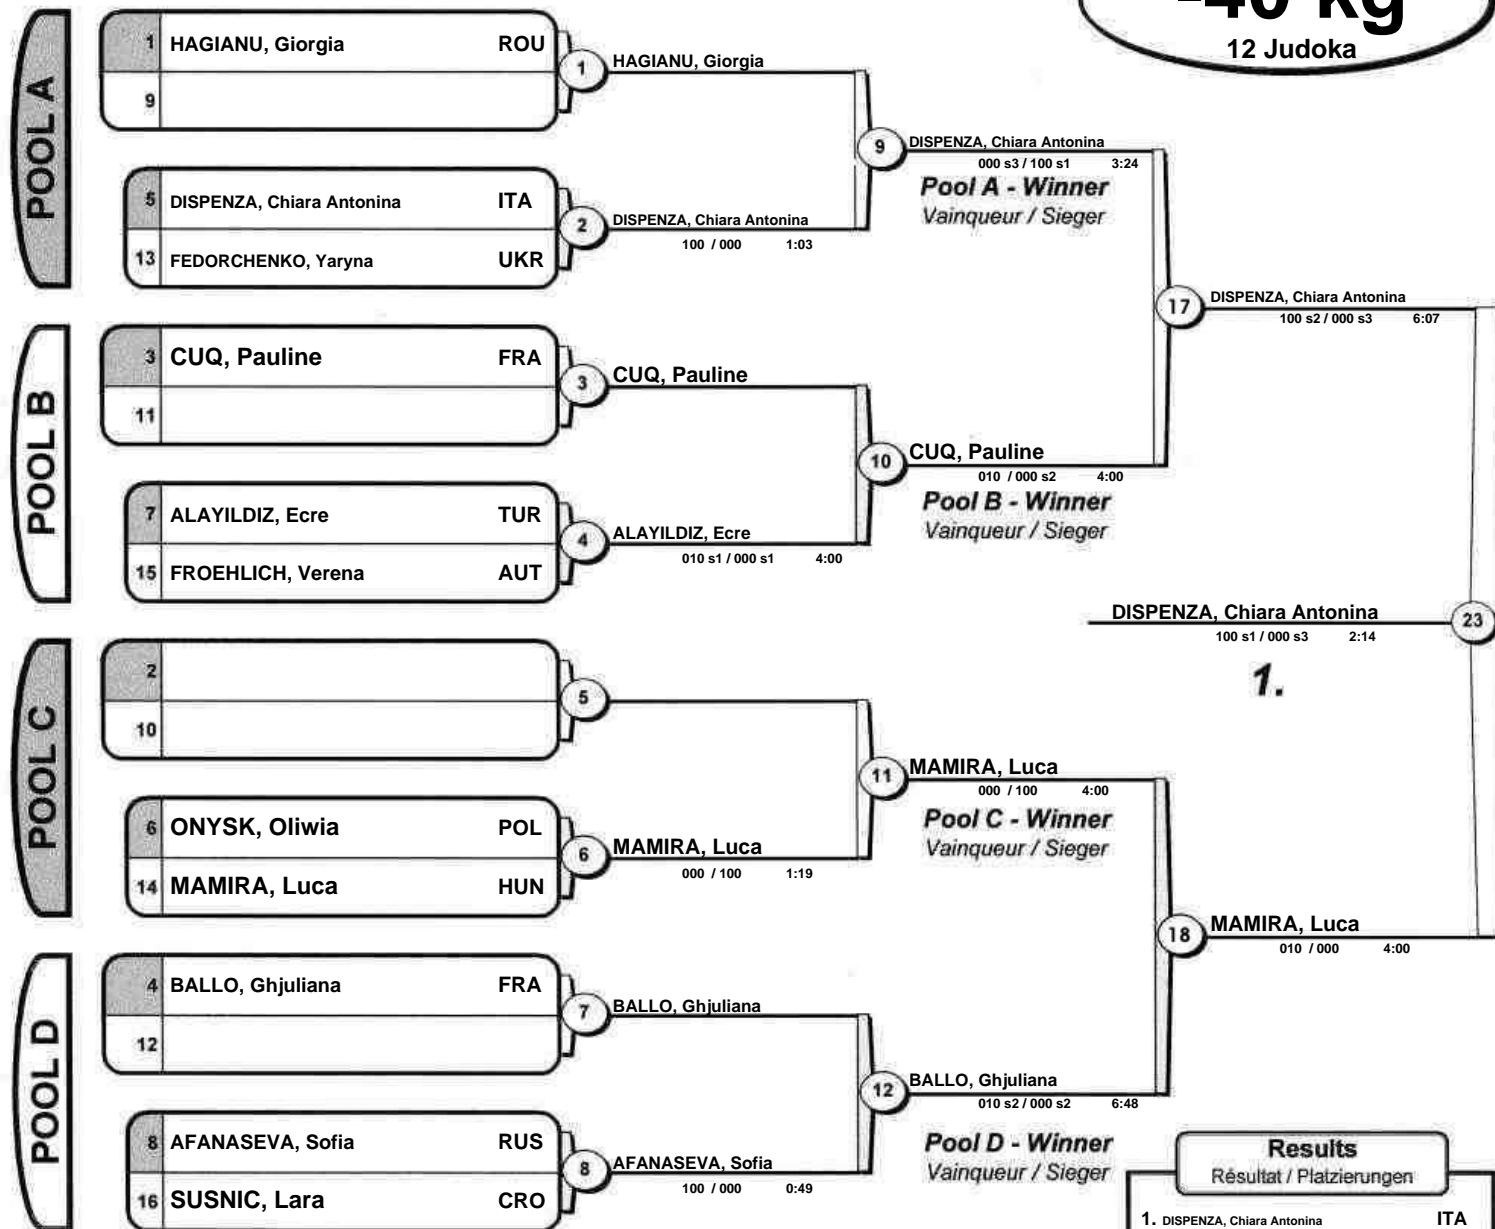 -40 kg
12 Judoka
POOL A
1 HAGIANU, Giorgia ROU
9
1
HAGIANU, Giorgia
5 DISPENZA, Chiara Antonina ITA
13 FEDORCHENKO, Yaryna UKR
2
DISPENZA, Chiara Antonina
100 / 000 1:03
9
DISPENZA, Chiara Antonina
000 s3 / 100 s1 3:24
Pool A - Winner
Vainqueur / Sieger
POOL B
3 CUQ, Pauline FRA
11
3
CUQ, Pauline
7 ALAYILDIZ, Ecre TUR
15 FROEHLICH, Verena AUT
4
ALAYILDIZ, Ecre
010 s1 / 000 s1 4:00
10
CUQ, Pauline
010 / 000 s2 4:00
Pool B - Winner
Vainqueur / Sieger
17
DISPENZA, Chiara Antonina
100 s2 / 000 s3 6:07
DISPENZA, Chiara Antonina
100 s1 / 000 s3 2:14
23
1.
POOL C
2
10
5
6 ONYSK, Oliwia POL
14 MAMIRA, Luca HUN
6
MAMIRA, Luca
000 / 100 1:19
11
MAMIRA, Luca
000 / 100 4:00
Pool C - Winner
Vainqueur / Sieger
POOL D
4 BALLO, Ghjuliana FRA
12
7
BALLO, Ghjuliana
8 AFANASEVA, Sofia RUS
16 SUSNIC, Lara CRO
8
AFANASEVA, Sofia
100 / 000 0:49
12
BALLO, Ghjuliana
010 s2 / 000 s2 6:48
Pool D - Winner
Vainqueur / Sieger
18
MAMIRA, Luca
010 / 000 4:00
Results
Résultat / Platzierungen
1. DISPENZA, Chiara Antonina ITA